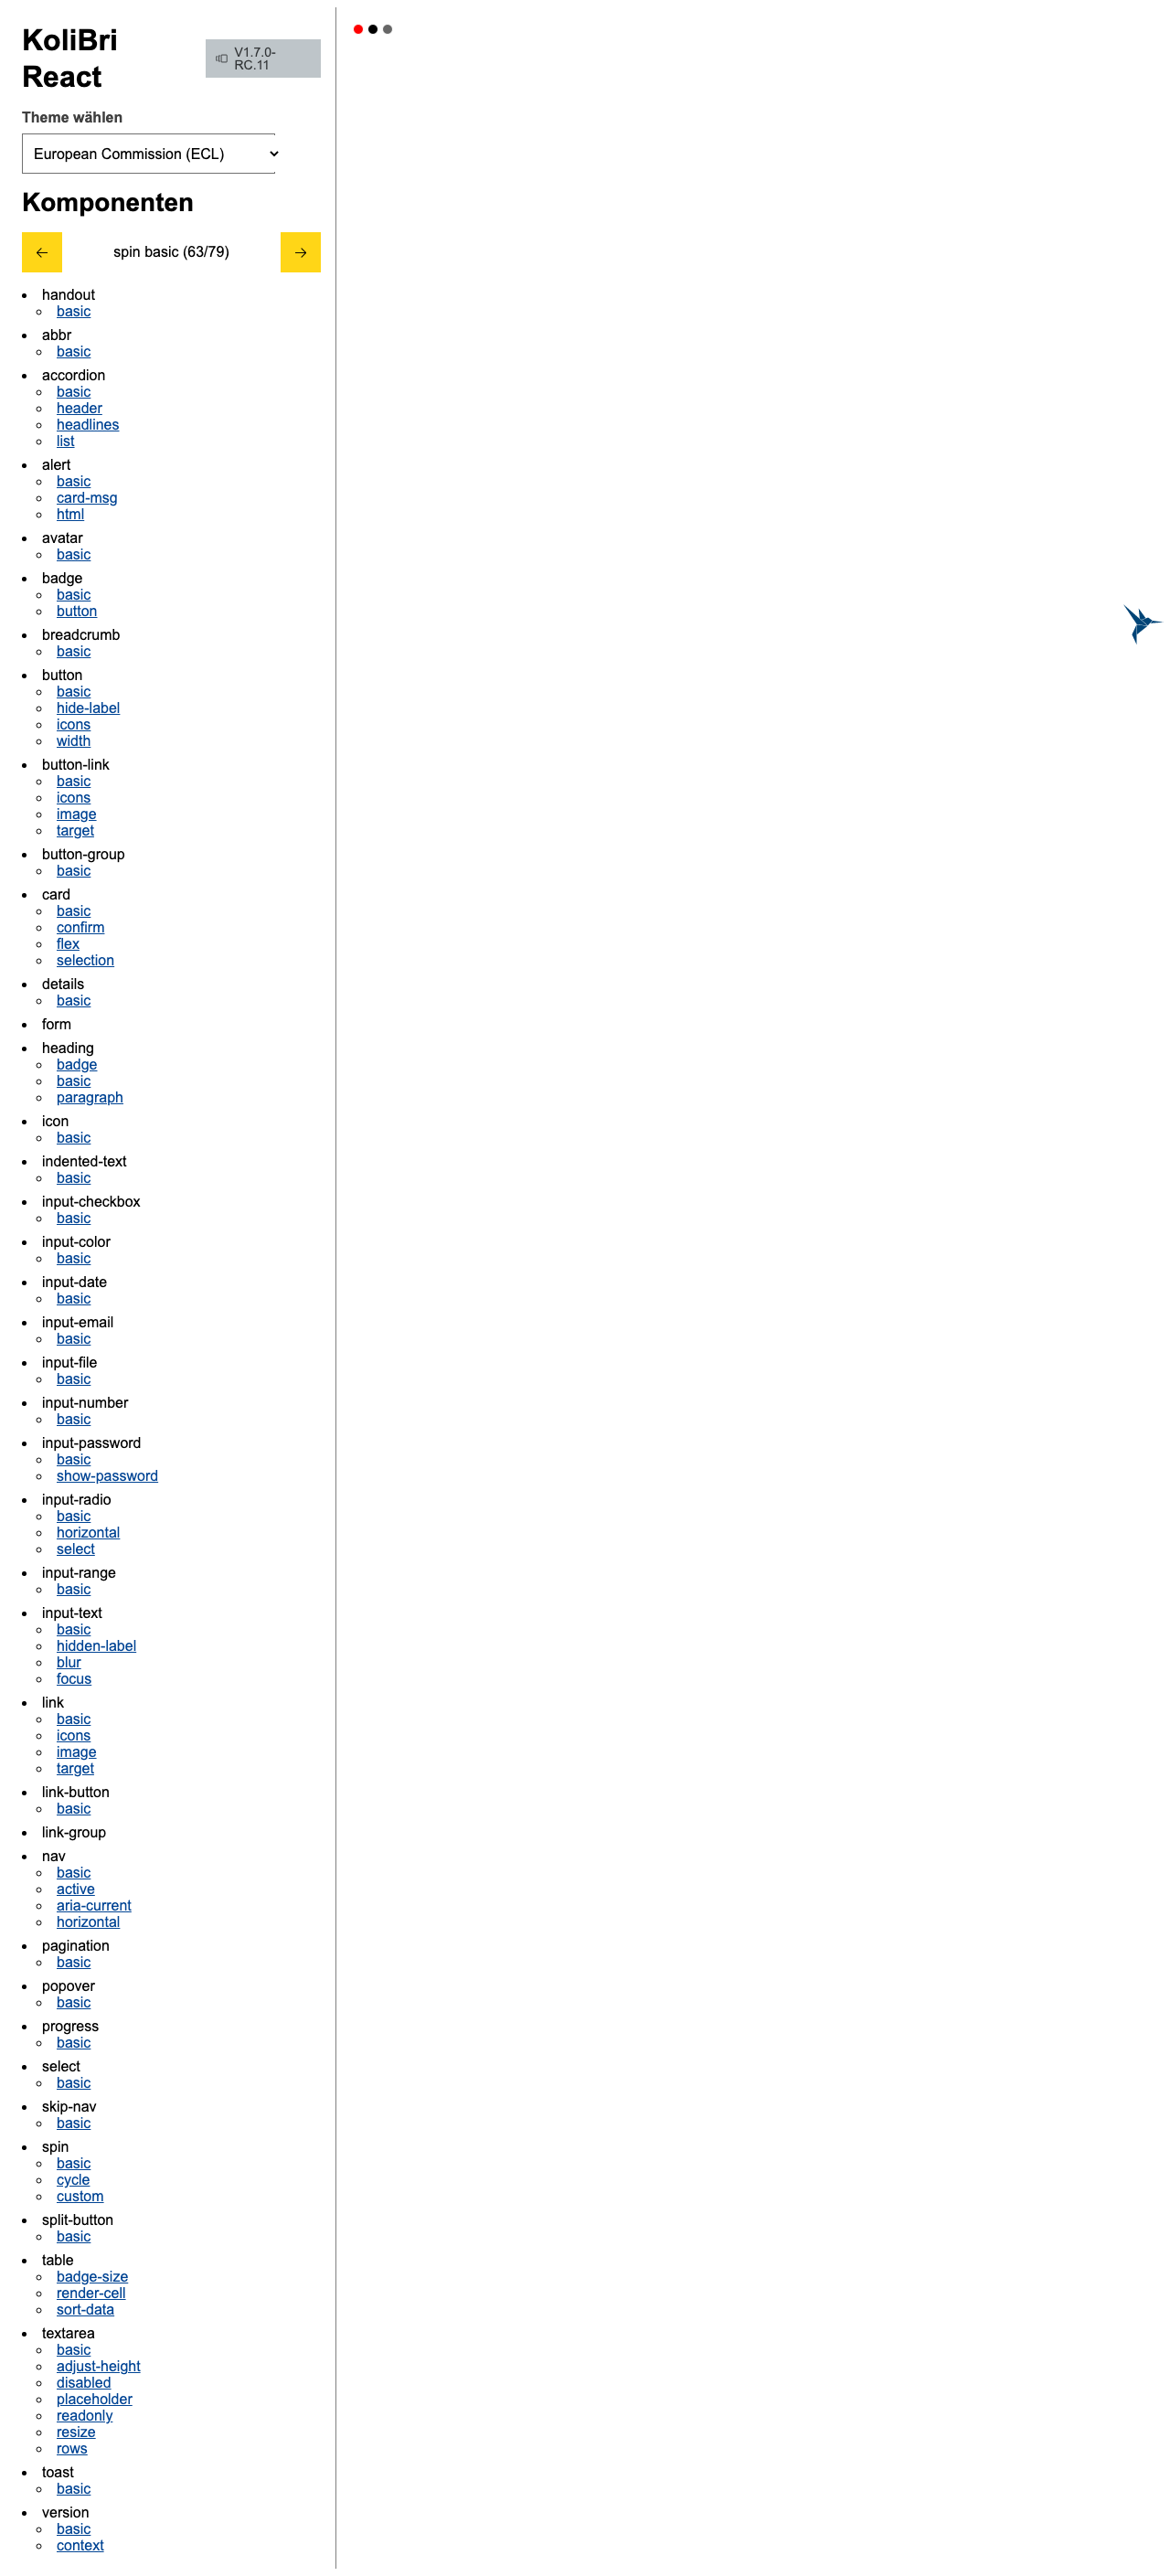 KoliBri
React
V1.7.0-
RC.11
Theme wählen
European Commission (ECL)
Komponenten
spin basic (63/79)
handout
basic
abbr
basic
accordion
basic
header
headlines
list
alert
basic
card-msg
html
avatar
basic
badge
basic
button
breadcrumb
basic
button
basic
hide-label
icons
width
button-link
basic
icons
image
target
button-group
basic
card
basic
confirm
flex
selection
details
basic
form
heading
badge
basic
paragraph
icon
basic
indented-text
basic
input-checkbox
basic
input-color
basic
input-date
basic
input-email
basic
input-file
basic
input-number
basic
input-password
basic
show-password
input-radio
basic
horizontal
select
input-range
basic
input-text
basic
hidden-label
blur
focus
link
basic
icons
image
target
link-button
basic
link-group
nav
basic
active
aria-current
horizontal
pagination
basic
popover
basic
progress
basic
select
basic
skip-nav
basic
spin
basic
cycle
custom
split-button
basic
table
badge-size
render-cell
sort-data
textarea
basic
adjust-height
disabled
placeholder
readonly
resize
rows
toast
basic
version
basic
context